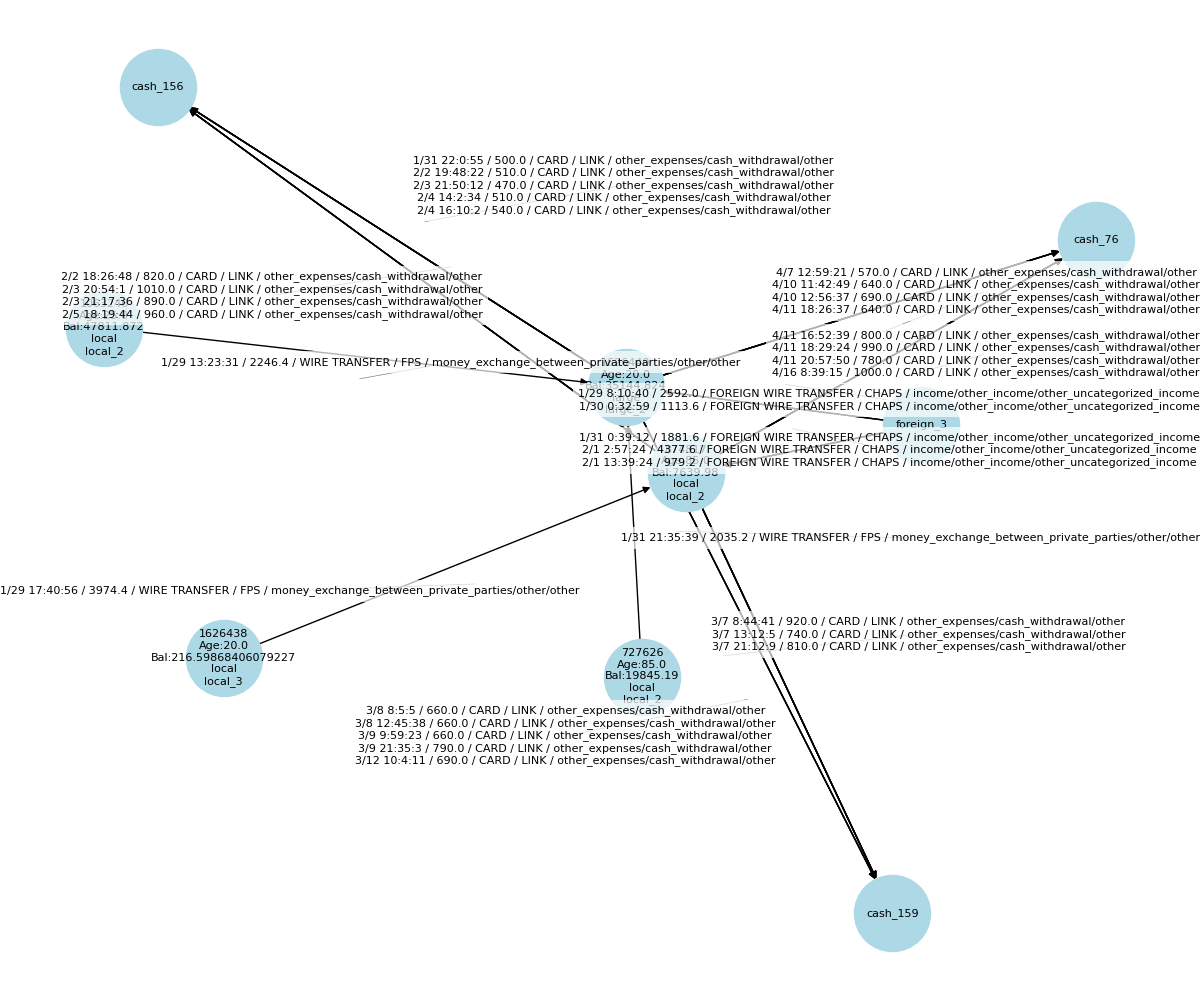 cash_156
1/31 22:0:55 / 500.0 / CARD / LINK / other_expenses/cash_withdrawal/other
2/2 19:48:22 / 510.0 / CARD / LINK / other_expenses/cash_withdrawal/other
2/3 21:50:12 / 470.0 / CARD / LINK / other_expenses/cash_withdrawal/other
2/4 14:2:34 / 510.0 / CARD / LINK / other_expenses/cash_withdrawal/other
2/4 16:10:2 / 540.0 / CARD / LINK / other_expenses/cash_withdrawal/other
cash_76
4/7 12:59:21 / 570.0 / CARD / LINK / other_expenses/cash_withdrawal/other
4/10 11:42:49 / 640.0 / CARD / LINK / other_expenses/cash_withdrawal/other
4/10 12:56:37 / 690.0 / CARD / LINK / other_expenses/cash_withdrawal/other
4/11 18:26:37 / 640.0 / CARD / LINK / other_expenses/cash_withdrawal/other
2/2 18:26:48 / 820.0 / CARD / LINK / other_expenses/cash_withdrawal/other
2/3 20:54:1 / 1010.0 / CARD / LINK / other_expenses/cash_withdrawal/other
2/3 21:17:36 / 890.0 / CARD / LINK / other_expenses/cash_withdrawal/other
2/5 18:19:44 / 960.0 / CARD / LINK / other_expenses/cash_withdrawal/other
Bal:47811.872
local
local_2
4/11 16:52:39 / 800.0 / CARD / LINK / other_expenses/cash_withdrawal/other
4/11 18:29:24 / 990.0 / CARD / LINK / other_expenses/cash_withdrawal/other
4/11 20:57:50 / 780.0 / CARD / LINK / other_expenses/cash_withdrawal/other
4/16 8:39:15 / 1000.0 / CARD / LINK / other_expenses/cash_withdrawal/other
1/29 13:23:31 / 2246.4 / WIRE TRANSFER / FPS / money_exchange_between_private_parties/other/other
Age:20.0
Bal:35144.824
1/29 8:10:40 / 2592.0 / FOREIGN WIRE TRANSFER / CHAPS / income/other_income/other_uncategorized_income
1/30 0:32:59 / 1113.6 / FOREIGN WIRE TRANSFER / CHAPS / income/other_income/other_uncategorized_income
foreign_3
1/31 0:39:12 / 1881.6 / FOREIGN WIRE TRANSFER / CHAPS / income/other_income/other_uncategorized_income
2/1 2:57:24 / 4377.6 / FOREIGN WIRE TRANSFER / CHAPS / income/other_income/other_uncategorized_income
2/1 13:39:24 / 979.2 / FOREIGN WIRE TRANSFER / CHAPS / income/other_income/other_uncategorized_income
Bal:7639.98
local
local_2
1/31 21:35:39 / 2035.2 / WIRE TRANSFER / FPS / money_exchange_between_private_parties/other/other
1/29 17:40:56 / 3974.4 / WIRE TRANSFER / FPS / money_exchange_between_private_parties/other/other
3/7 8:44:41 / 920.0 / CARD / LINK / other_expenses/cash_withdrawal/other
3/7 13:12:5 / 740.0 / CARD / LINK / other_expenses/cash_withdrawal/other
3/7 21:12:9 / 810.0 / CARD / LINK / other_expenses/cash_withdrawal/other
1626438
Age:20.0
Bal:216.59868406079227
local
local_3
727626
Age:85.0
Bal:19845.19
local
local_2
3/8 8:5:5 / 660.0 / CARD / LINK / other_expenses/cash_withdrawal/other
3/8 12:45:38 / 660.0 / CARD / LINK / other_expenses/cash_withdrawal/other
3/9 9:59:23 / 660.0 / CARD / LINK / other_expenses/cash_withdrawal/other
3/9 21:35:3 / 790.0 / CARD / LINK / other_expenses/cash_withdrawal/other
3/12 10:4:11 / 690.0 / CARD / LINK / other_expenses/cash_withdrawal/other
cash_159